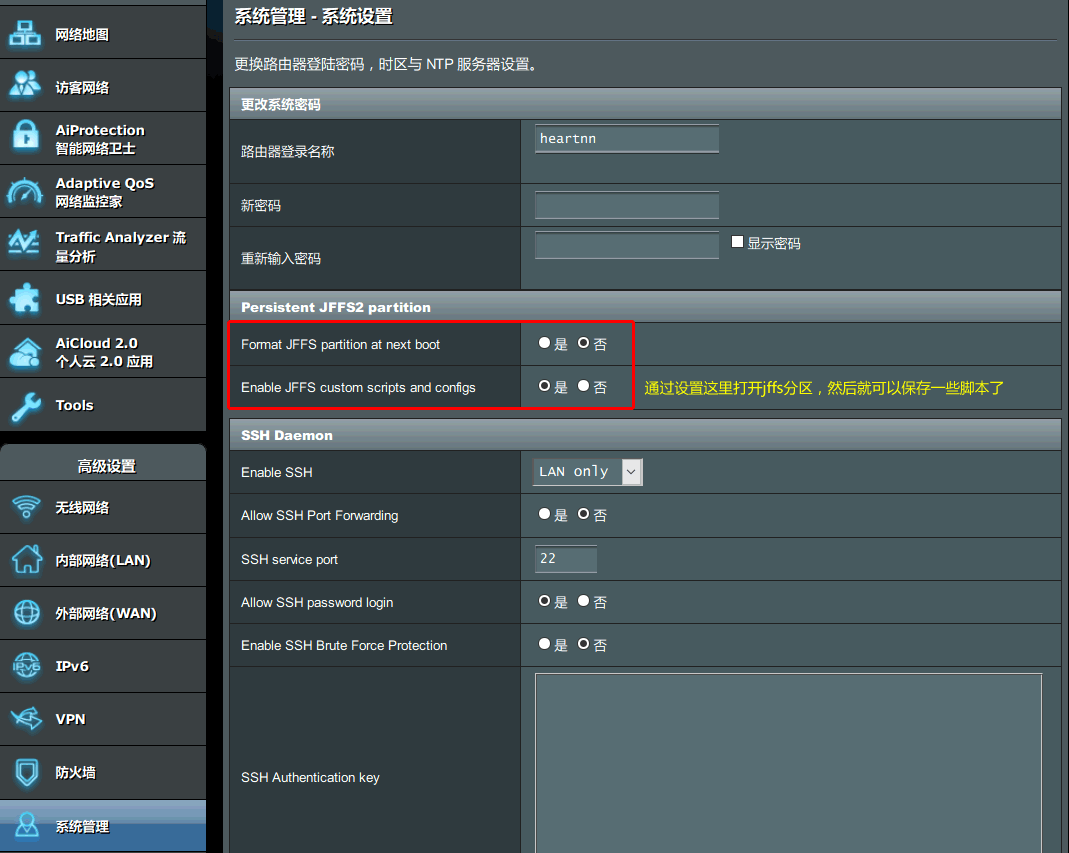 网络地图
访客网络
AiProtection
智能网络卫士
Adaptive QoS
网络监控家
Traffic Analyzer 流
量分析
USB 相关应用
AiCloud 2.0
个人云 2.0 应用
Tools
高级设置
无线网络
内部网络(LAN)
外部网络(WAN)
IPv6
IPv6
VPN
防火墙
系统管理
系统管理 - 系统设置
更换路由器登陆密码，时区与 NTP 服务器设置。
更改系统密码
路由器登录名称 heartnn
新密码
重新输入密码 显示密码
Persistent JFFS2 partition
Format JFFS partition at next boot 是 否
Enable JFFS custom scripts and configs 是 否 通过设置这里打开jffs分区，然后就可以保存一些脚本了
SSH Daemon
Enable SSH LAN only
Allow SSH Port Forwarding 是 否
SSH service port 22
Allow SSH password login 是 否
Enable SSH Brute Force Protection 是 否
SSH Authentication key